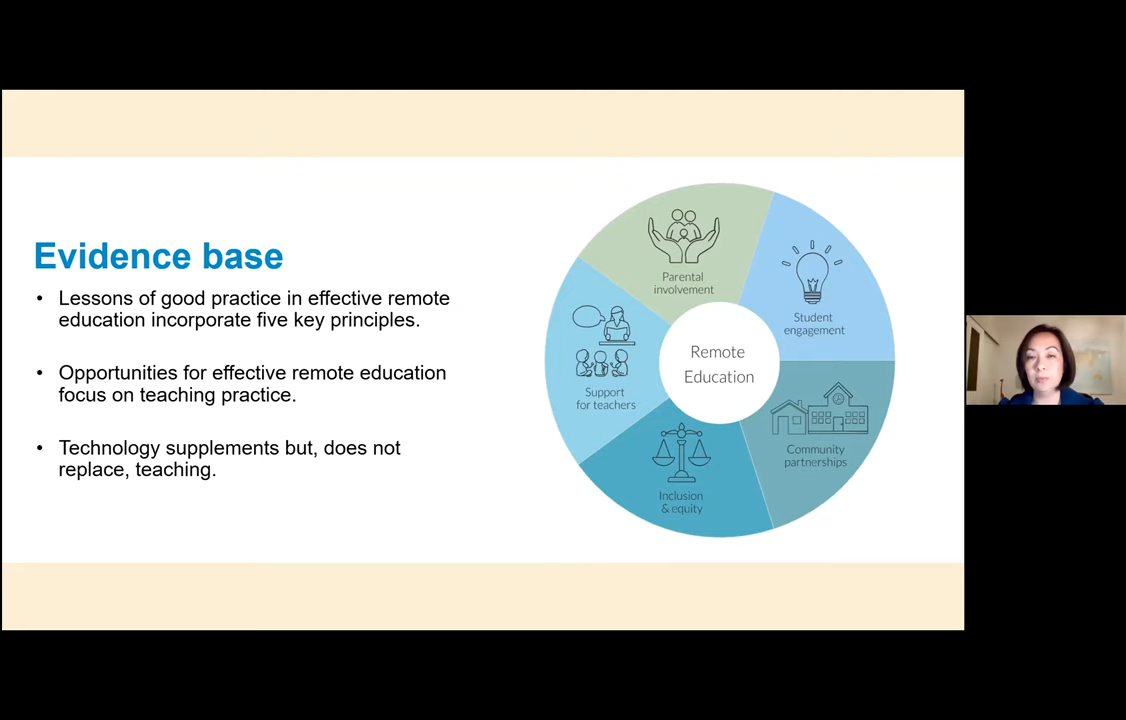 Evidence base
• Lessons of good practice in effective remote
education incorporate five key principles.
• Opportunities for effective remote education
focus on teaching practice.
• Technology supplements but, does not
replace, teaching.
Parental
involvement
Student
engagement
Remote
Education
Support
for teachers
Community
partnerships
Inclusion
& equity